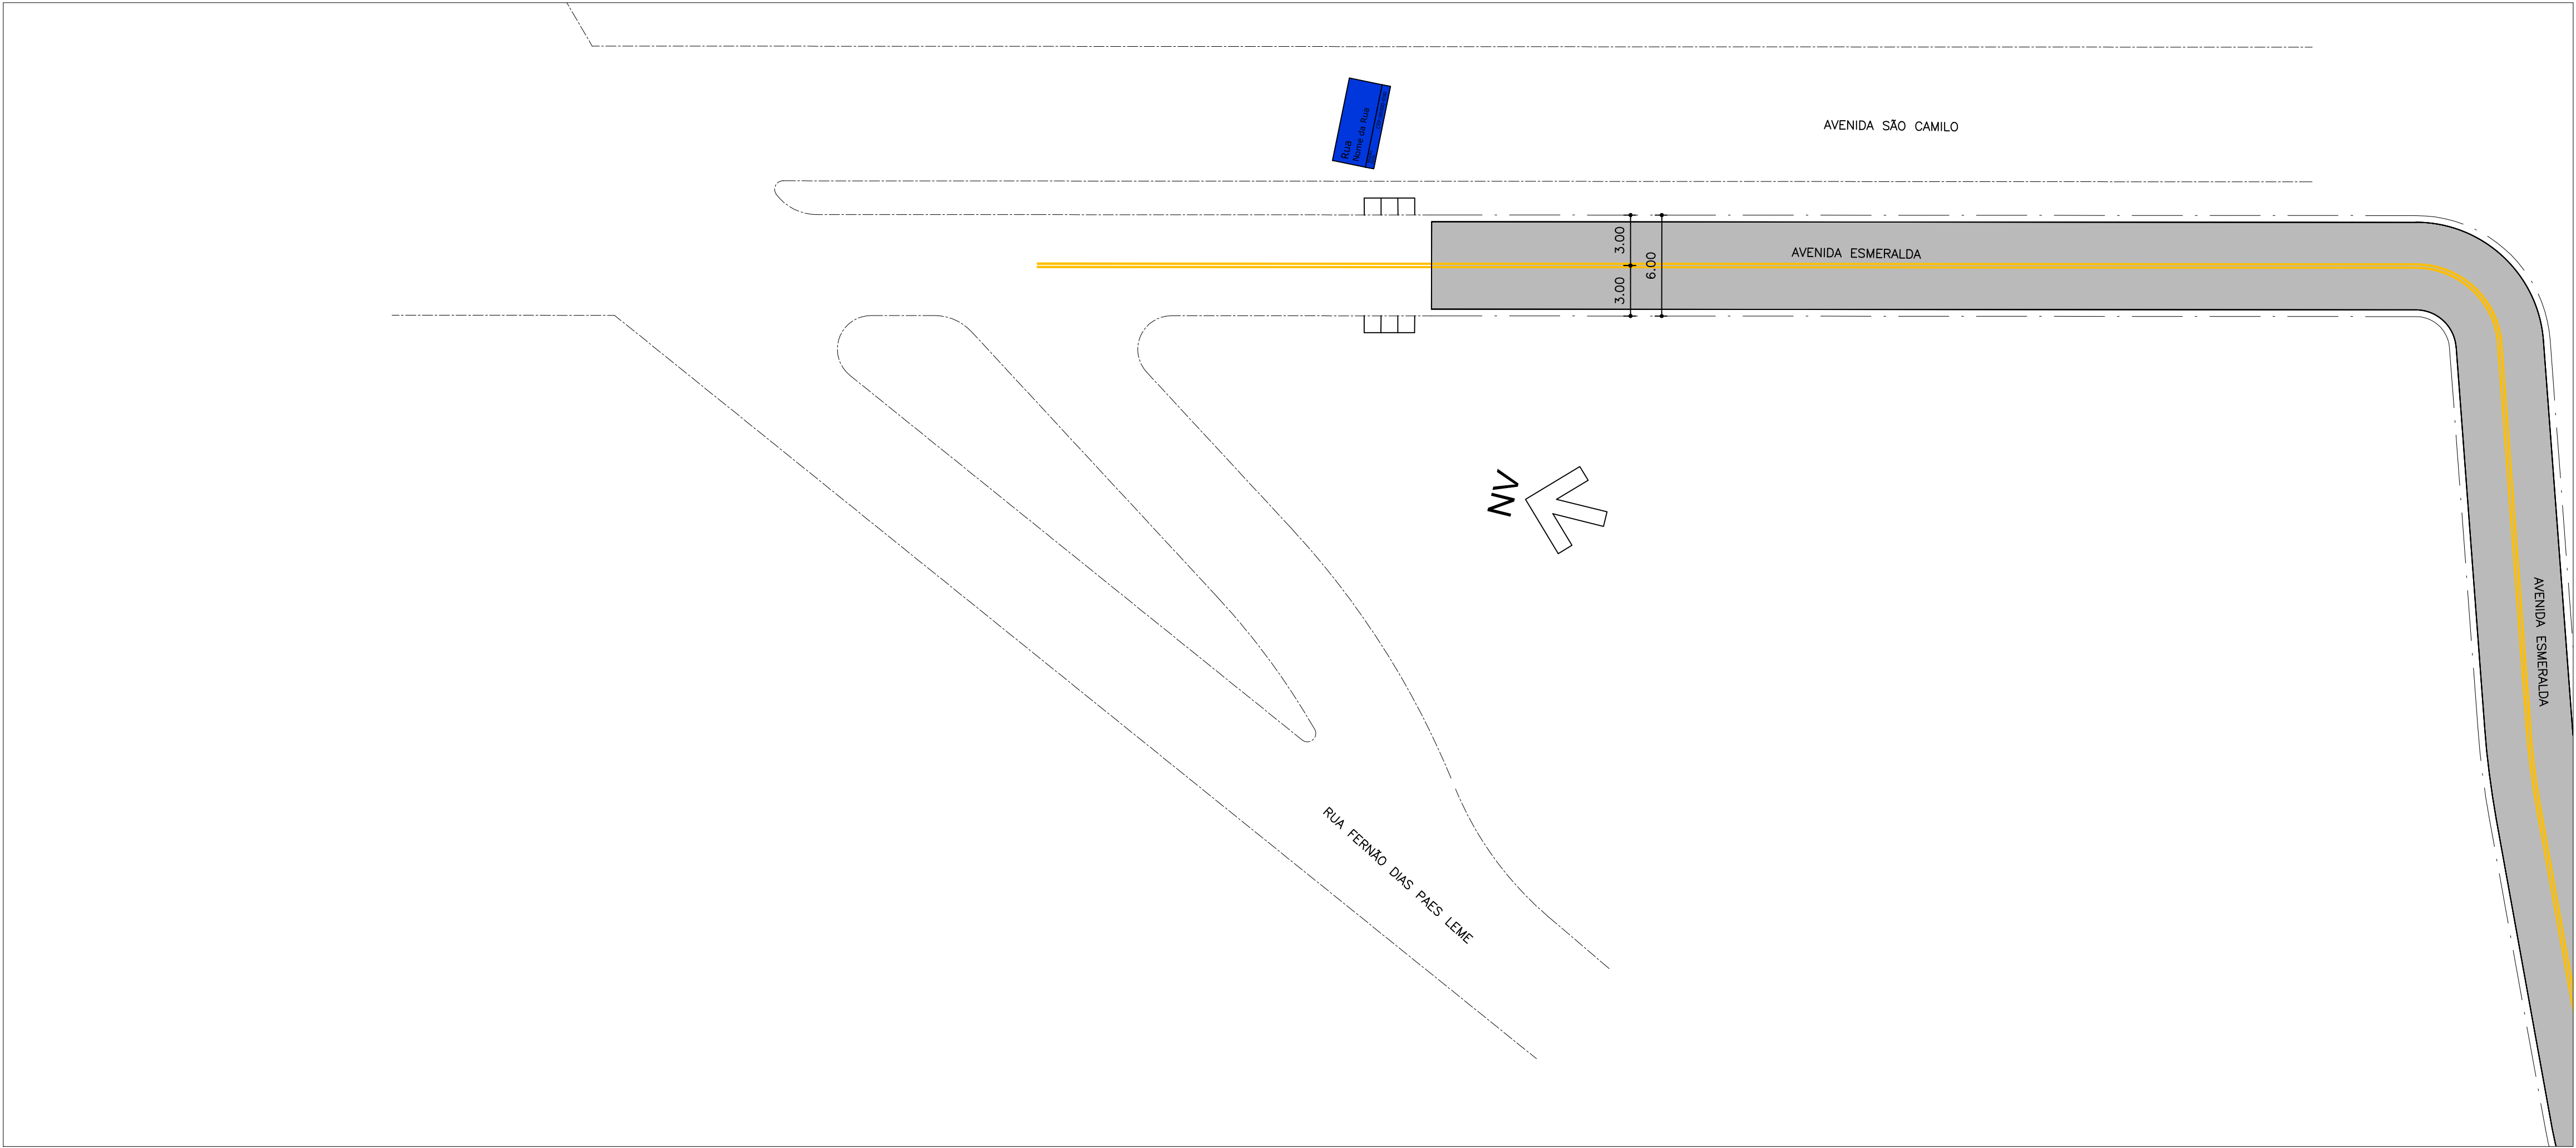 AVENIDA SÃO CAMILO
Rua
Nome da Rua
AVENIDA ESMERALDA
3.00
3.00
6.00
NV
AVENIDA ESMERALDA
RUA FERNÃO DIAS PAES LEME